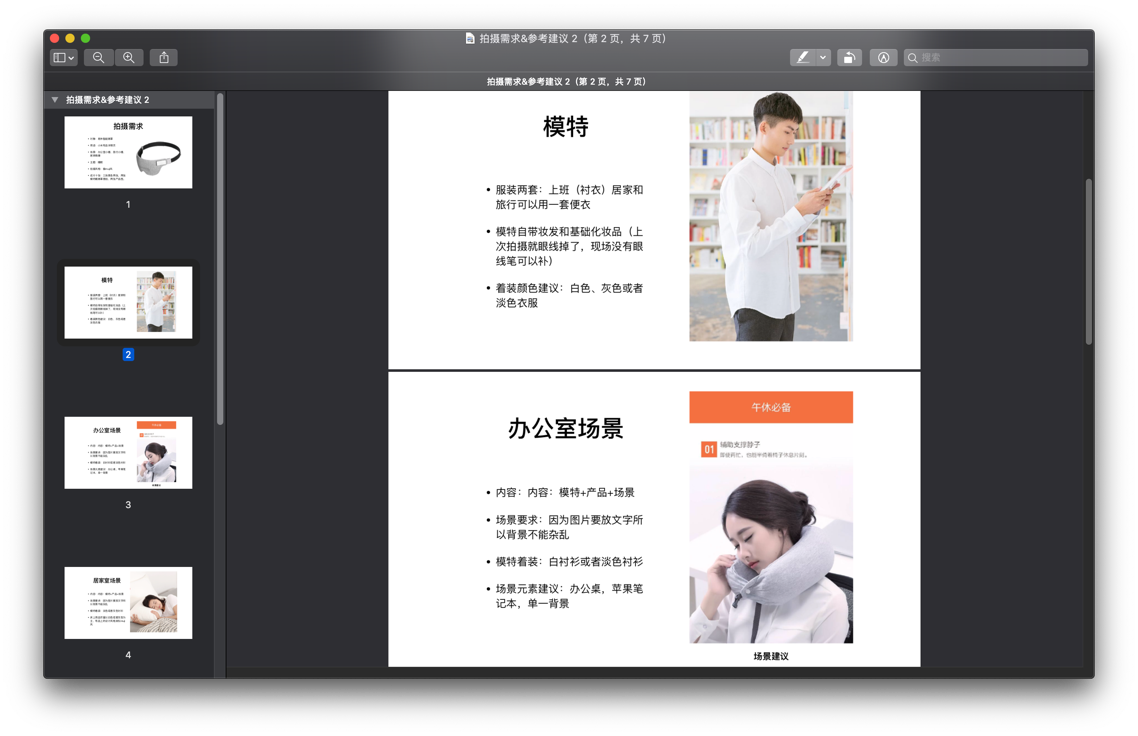 拍摄需求&参考建议 2（第 2 页，共 7 页）
搜索
拍摄需求&参考建议 2（第 2 页，共 7 页）
拍摄需求&参考建议 2
拍摄需求
1
模特
2
办公室场景
3
居家室场景
4
模特
• 服装两套：上班（衬衣）居家和
旅行可以用一套便衣
• 模特自带妆发和基础化妆品（上
次拍摄就眼线掉了，现场没有眼
线笔可以补）
• 着装颜色建议：白色、灰色或者
淡色衣服
办公室场景
• 内容：内容：模特+产品+场景
• 场景要求：因为图片要放文字所
以背景不能杂乱
• 模特着装：白衬衫或者淡色衬衫
• 场景元素建议：办公桌，苹果笔
记本，单一背景
午休必备
01 辅助支撑脖子
场景建议